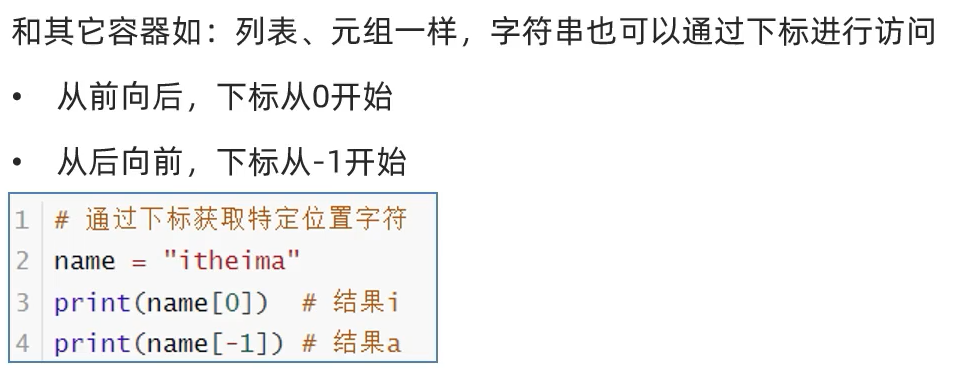 和其它容器如：列表、元组一样，字符串也可以通过下标进行访问
• 从前向后，下标从0开始
• 从后向前，下标从-1开始
1 # 通过下标获取特定位置字符
2 name = "itheima"
3 print(name[0])  # 结果i
4 print(name[-1]) # 结果a